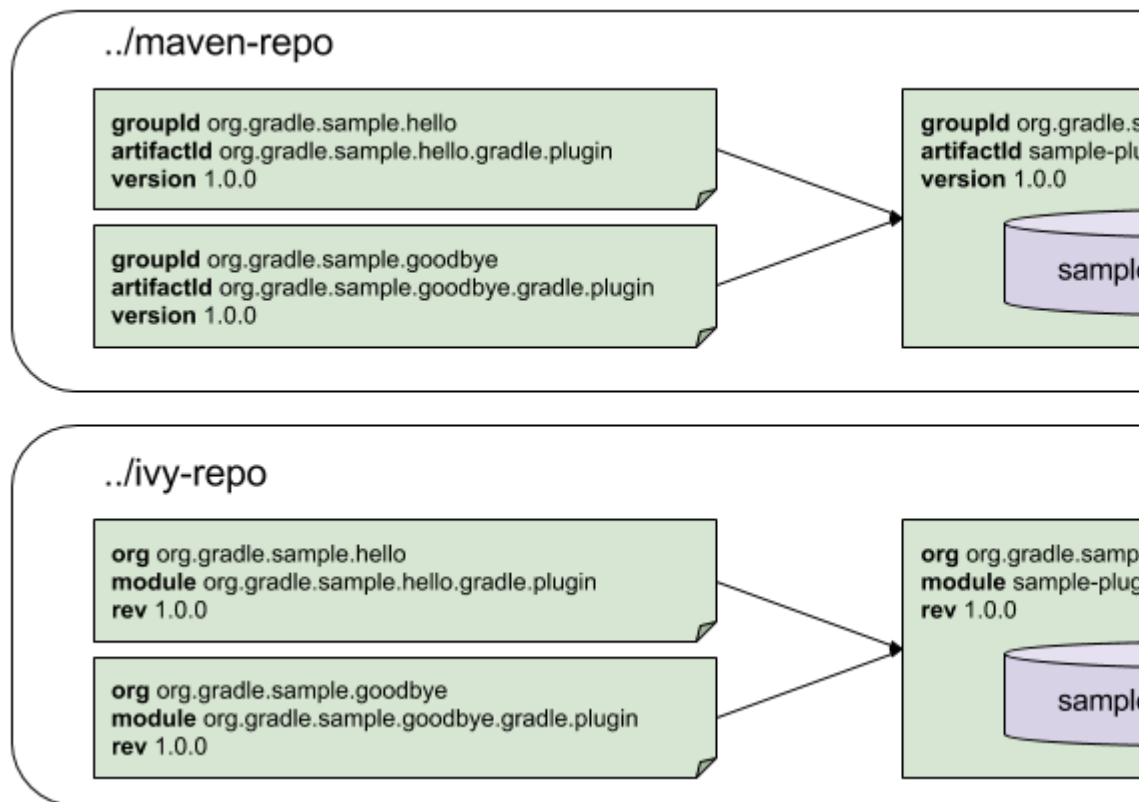 ../maven-repo
groupId org.gradle.sample.hello
artifactId org.gradle.sample.hello.gradle.plugin
version 1.0.0
groupId org.gradle.sample.goodbye
artifactId org.gradle.sample.goodbye.gradle.plugin
version 1.0.0
groupId
artifactId
version 1.0.0
../ivy-repo
org org.gradle.sample.hello
module org.gradle.sample.hello.gradle.plugin
rev 1.0.0
org org.gradle.sample.goodbye
module org.gradle.sample.goodbye.gradle.plugin
rev 1.0.0
org
module
rev 1.0.0